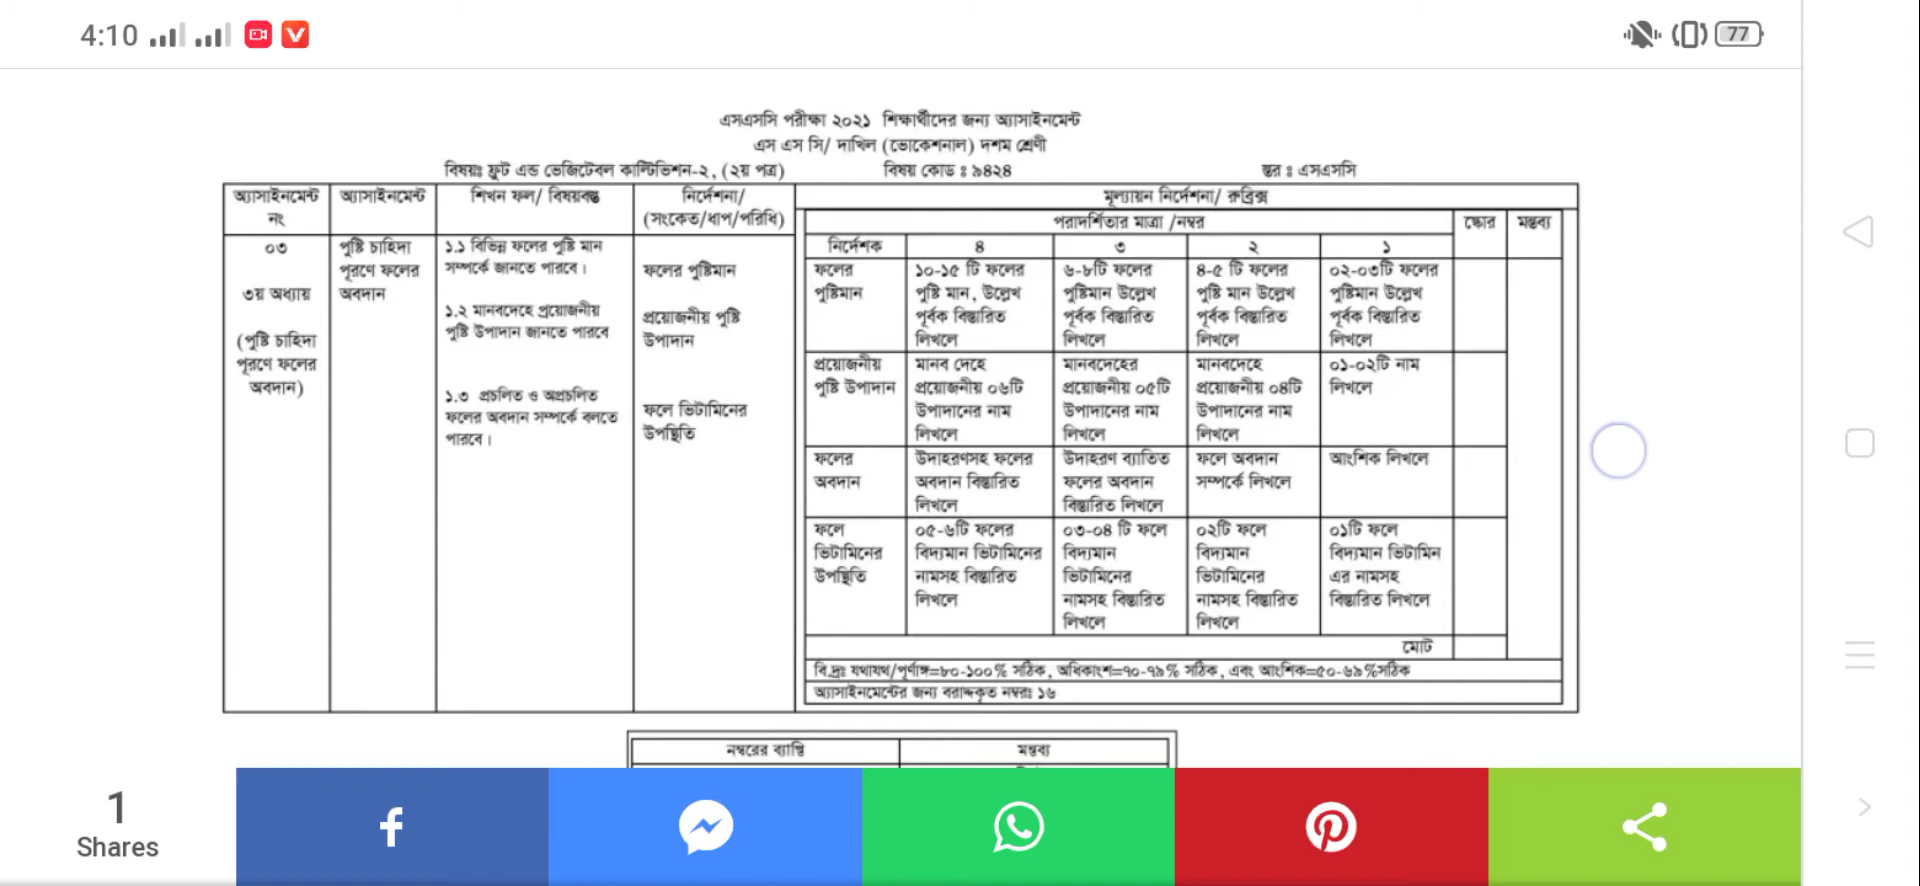 4:10
77
এসএসসি পরীক্ষা ২০২১ শিক্ষার্থীদের জন্য অ্যাসাইনমেন্ট
এস এস সি/ দাখিল (ভোকেশনাল) দশম শ্রেণী
বিষয়ঃ ফ্রুট এন্ড ভেজিটেবল কাল্টিভিশন-২, (২য় পত্র) বিষয় কোড ঃ ৯৪২৪ স্তর ঃ এসএসসি
অ্যাসাইনমেন্ট
নং
অ্যাসাইনমেন্ট
শিখন ফল/ বিষয়বস্তু
নির্দেশনা/
(সংকেত/ধাপ/পরিধি)
মূল্যায়ন নির্দেশনা/ রুব্রিক্স
পরাদর্শিতার মাত্রা /নম্বর
স্কোর
মন্তব্য
নির্দেশক
৪
৩
২
১
০৩
৩য় অধ্যায়
(পুষ্টি চাহিদা
পূরণে ফলের
অবদান)
পুষ্টি চাহিদা
পূরণে ফলের
অবদান
১.১ বিভিন্ন ফলের পুষ্টি মান
সম্পর্কে জানতে পারবে।
১.২ মানবদেহে প্রয়োজনীয়
পুষ্টি উপাদান জানতে পারবে
১.৩ প্রচলিত ও অপ্রচলিত
ফলের অবদান সম্পর্কে বলতে
পারবে।
ফলের পুষ্টিমান
প্রয়োজনীয় পুষ্টি
উপাদান
ফলে ভিটামিনের
উপস্থিতি
ফলের
পুষ্টিমান
১০-১৫ টি ফলের
পুষ্টি মান, উল্লেখ
পূর্বক বিস্তারিত
লিখলে
৬-৮টি ফলের
পুষ্টিমান উল্লেখ
পূর্বক বিস্তারিত
লিখলে
৪-৫ টি ফলের
পুষ্টি মান উল্লেখ
পূর্বক বিস্তারিত
লিখলে
০২-০৩টি ফলের
পুষ্টিমান উল্লেখ
পূর্বক বিস্তারিত
লিখলে
প্রয়োজনীয়
পুষ্টি উপাদান
মানব দেহে
প্রয়োজনীয় ০৬টি
উপাদানের নাম
লিখলে
মানবদেহের
প্রয়োজনীয় ০৫টি
উপাদানের নাম
লিখলে
মানবদেহে
প্রয়োজনীয় ০৪টি
উপাদানের নাম
লিখলে
০১-০২টি নাম
লিখলে
ফলের
অবদান
উদাহরণসহ ফলের
অবদান বিস্তারিত
লিখলে
উদাহরণ ব্যাতিত
ফলের অবদান
বিস্তারিত লিখলে
ফলে অবদান
সম্পর্কে লিখলে
আংশিক লিখলে
ফলে
ভিটামিনের
উপস্থিতি
০৫-৬টি ফলের
বিদ্যমান ভিটামিনের
নামসহ বিস্তারিত
লিখলে
০৩-০৪ টি ফলে
বিদ্যমান
ভিটামিনের
নামসহ বিস্তারিত
লিখলে
০২টি ফলে
বিদ্যমান
ভিটামিনের
নামসহ বিস্তারিত
লিখলে
০১টি ফলে
বিদ্যমান ভিটামিন
এর নামসহ
বিস্তারিত লিখলে
মোট
বি.দ্রঃ যথাযথ/পূর্ণাঙ্গ=৮০-১০০% সঠিক, অধিকাংশ=৭০-৭৯% সঠিক, এবং আংশিক=৫০-৬৯%সঠিক
অ্যাসাইনমেন্টের জন্য বরাদ্দকৃত নম্বরঃ ১৬
নম্বরের ব্যাপ্তি
মন্তব্য
1
Shares